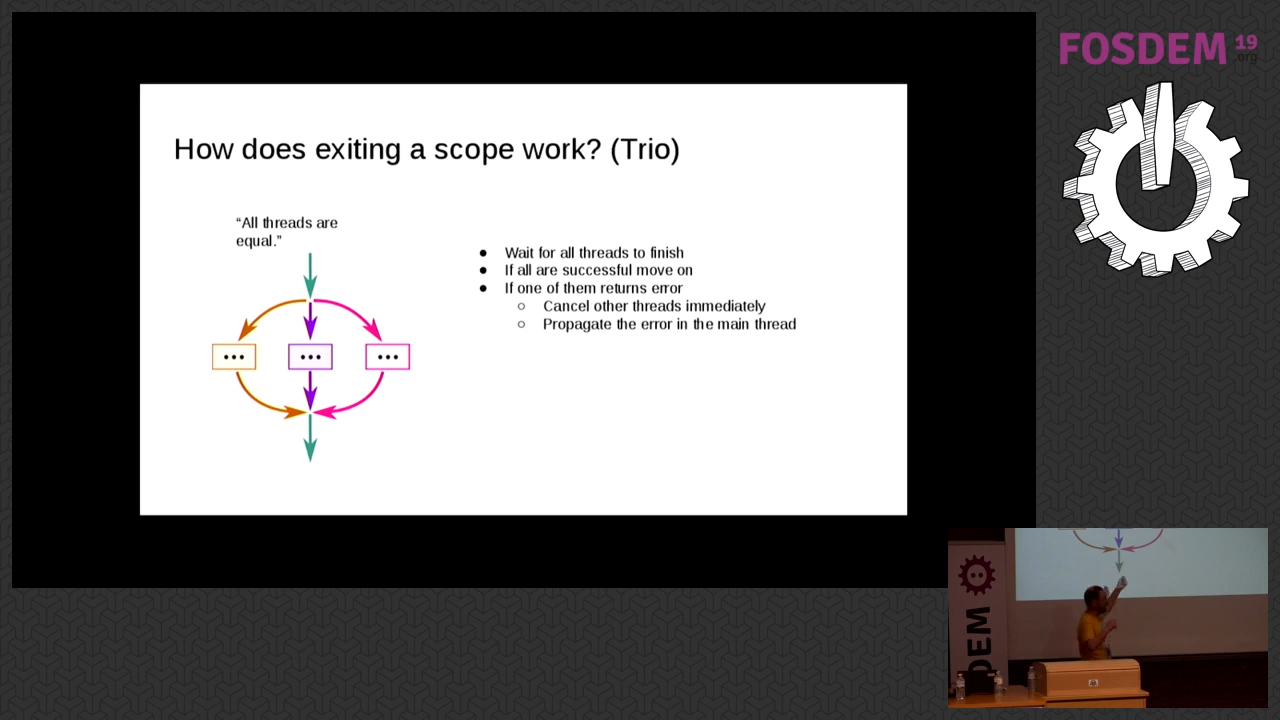 FOSDEM 19
.org
How does exiting a scope work? (Trio)
“All threads are
equal.”
● Wait for all threads to finish
● If all are successful move on
● If one of them returns error
○ Cancel other threads immediately
○ Propagate the error in the main thread
DEM